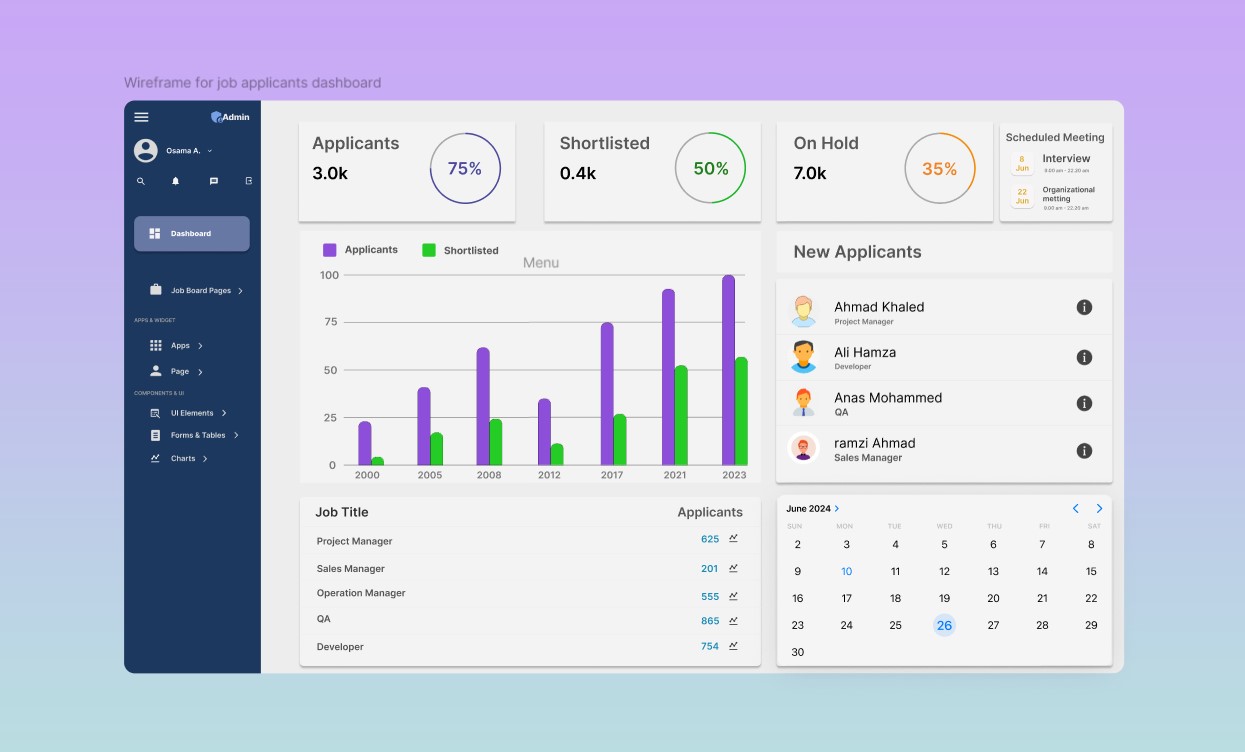 Wireframe for job applicants dashboard
Admin
Osama A.
Dashboard
Job Board Pages
APPS & WIDGET
Apps
Page
COMPONENTS & UI
UI Elements
Forms & Tables
Charts
Applicants
3.0k
75%
Shortlisted
0.4k
50%
On Hold
7.0k
35%
Scheduled Meeting
8 Jun
Interview
9.00 am - 22.20 am
22 Jun
Organizational
metting
9.00 am - 22.20 am
Applicants Shortlisted
Menu
100
75
50
25
0
2000 2005 2008 2012 2017 2021 2023
New Applicants
Ahmad Khaled
Project Manager
Ali Hamza
Developer
Anas Mohammed
QA
ramzi Ahmad
Sales Manager
Job Title Applicants
Project Manager 625
Sales Manager 201
Operation Manager 555
QA 865
Developer 754
June 2024
SUN MON TUE WED THU FRI SAT
2 3 4 5 6 7 8
9 10 11 12 13 14 15
16 17 18 19 20 21 22
23 24 25 26 27 28 29
30